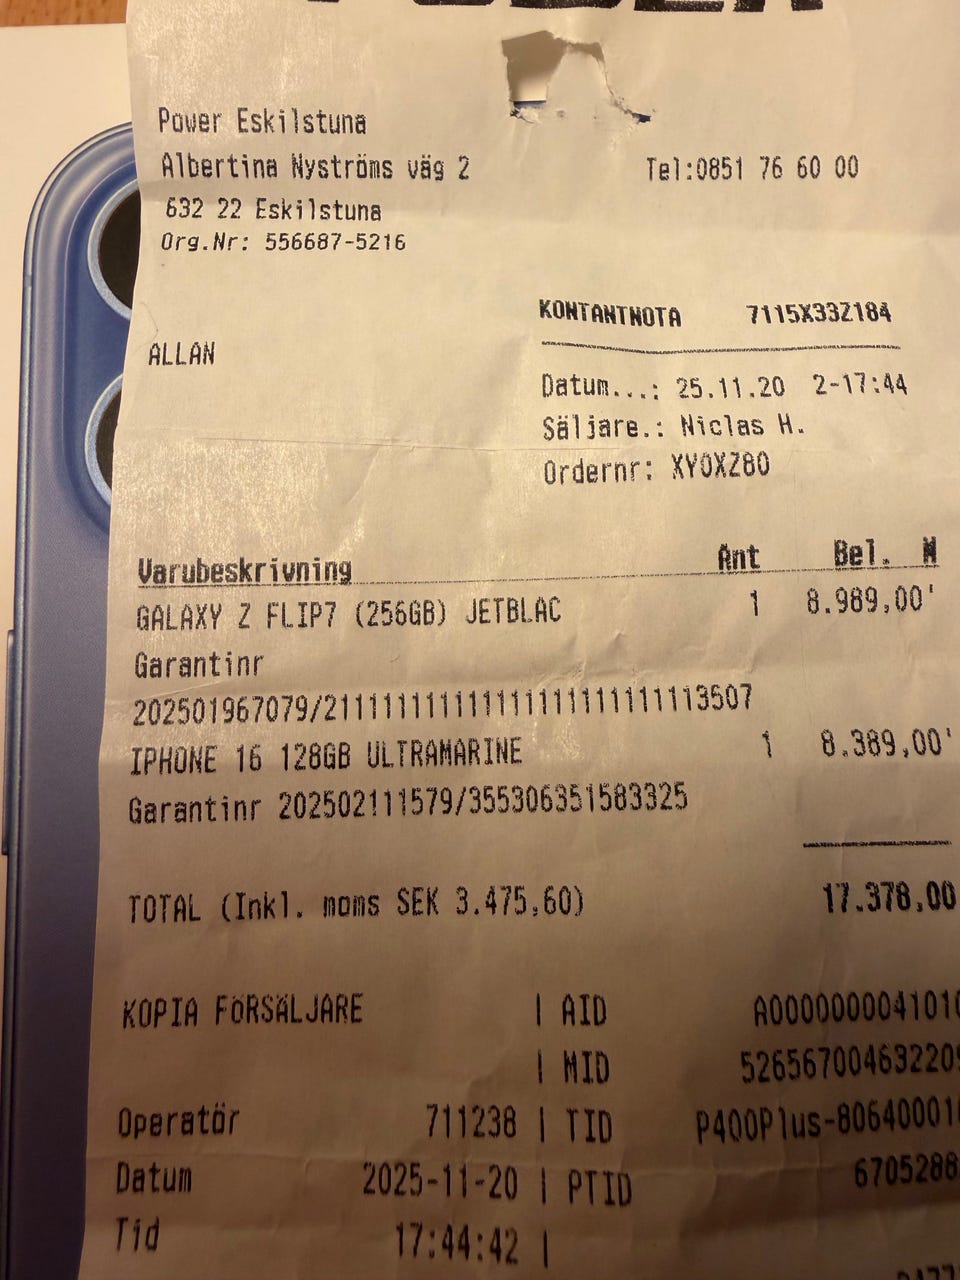 Power Eskilstuna
Albertina Nyströms väg 2 Tel:0851 76 60 00
632 22 Eskilstuna
Org.Nr: 556687-5216
KONTANTNOTA 7115X33Z184
ALLAN
Datum...: 25.11.20 2-17:44
Säljare.: Niclas H.
Ordernr: XYOXZ80
Varubeskrivning Ant Bel. M
GALAXY Z FLIP7 (256GB) JETBLAC 1 8.989,00'
Garantinr
IPHONE 16 128GB ULTRAMARINE 1 8.389,00'
Garantinr 202502111579/355306351583325
TOTAL (Inkl. moms SEK 3.475,60) 17.378,00
KOPIA FÖRSÄLJARE | AID A0000000041010
| MID
Operatör 711238 | TID
Datum 2025-11-20 | PTID
Tid 17:44:42 |